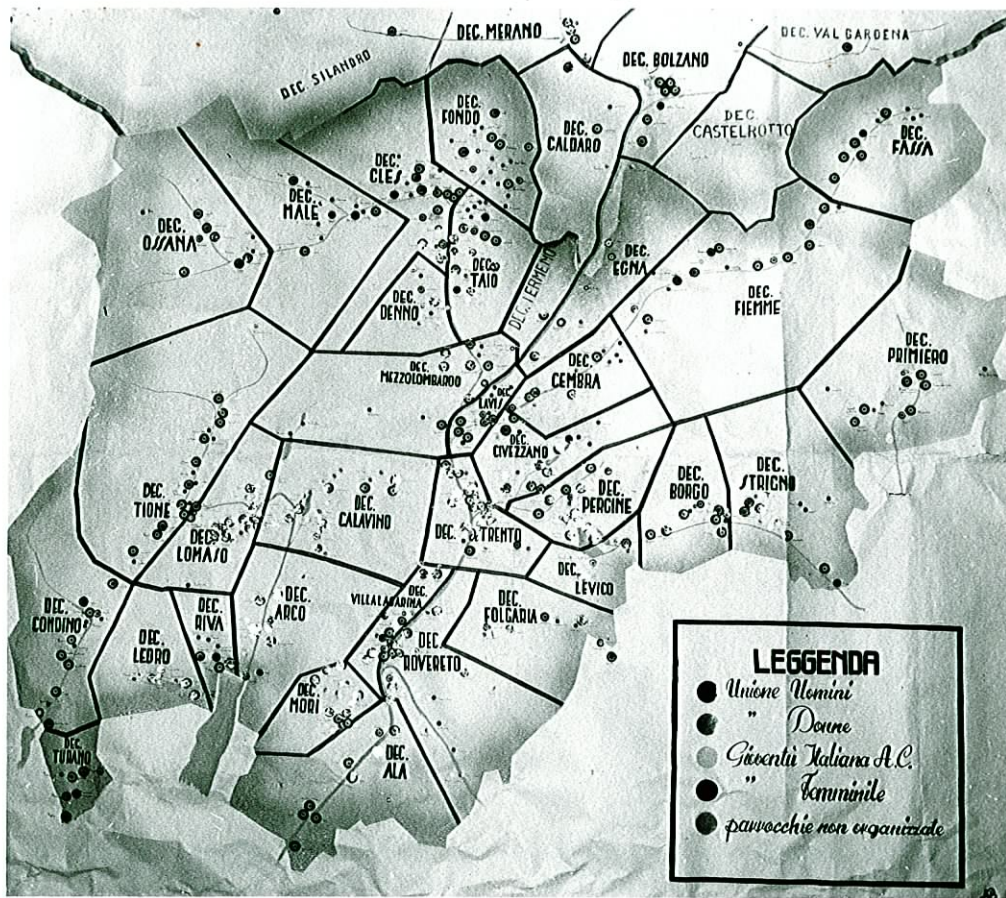 DEC. MERANO
DEC. VAL GARDENA
DEC. SILANDRO
DEC. BOLZANO
DEC. FONDO
DEC. CALDARO
DEC. CASTELROTTO
DEC. FASSA
DEC. CLES
DEC. MALE
DEC. OSSANA
DEC. TAIO
DEC. EGNA
DEC. TERMENO
DEC. DENNO
DEC. FIEMME
DEC. PRIMIERO
DEC. MEZZOLOMBARDO
DEC. CEMBRA
DEC. LAVIS
DEC. CIVEZZANO
DEC. TIONE
DEC. LOMASO
DEC. CALAVINO
DEC. TRENTO
DEC. PERGINE
DEC. BORGO
DEC. STRIGNO
DEC. LEVICO
DEC. CONDINO
DEC. LEDRO
DEC. RIVA
DEC. ARCO
DEC. VILLALAGARINA
DEC. FOLGARIA
DEC. ROVERETO
DEC. MORI
DEC. ALA
DEC. TURANO
LEGGENDA
Unione Uomini
" Donne
Gioventù Italiana A.C.
" Femminile
parrocchie non organizzate